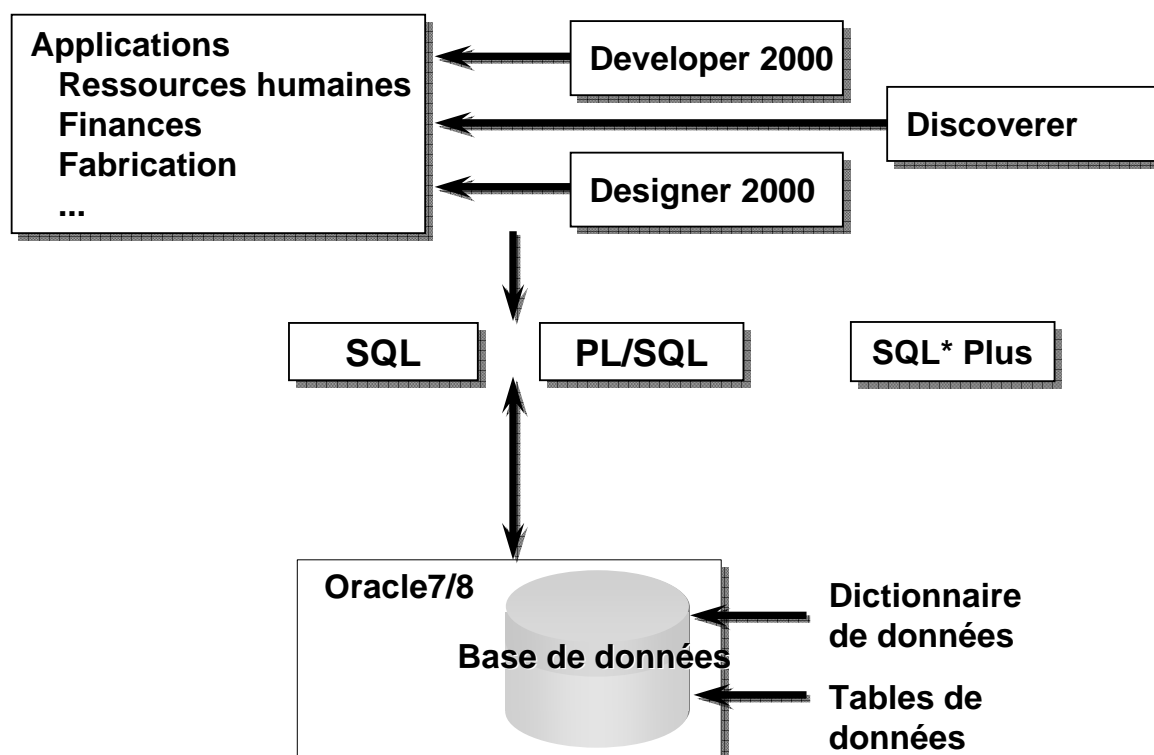 Applications
Ressources humaines
Finances
Fabrication
...
Developer 2000
Discoverer
Designer 2000
SQL
PL/SQL
SQL* Plus
Oracle7/8
Base de données
Dictionnaire
de données
Tables de
données